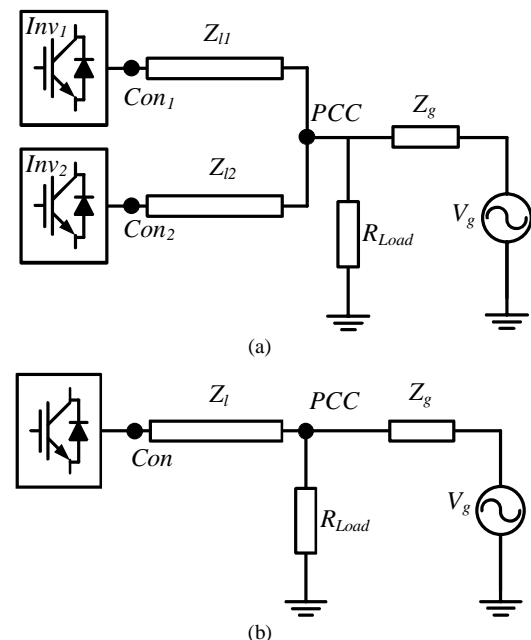 Inv1
Zl1
Con1
PCC
Zg
Inv2
Zl2
Con2
RLoad
Vg
(a)
Zl
PCC
Zg
Con
RLoad
Vg
(b)